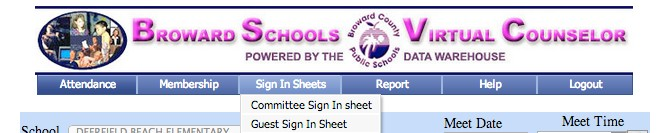 BROWARD SCHOOLS VIRTUAL COUNSELOR
POWERED BY THE DATA WAREHOUSE
Broward County Public Schools
Attendance Membership Sign In Sheets Report Help Logout
Committee Sign In sheet
Guest Sign In Sheet
School DEERFIELD BEACH ELEMENTARY Meet Date Meet Time